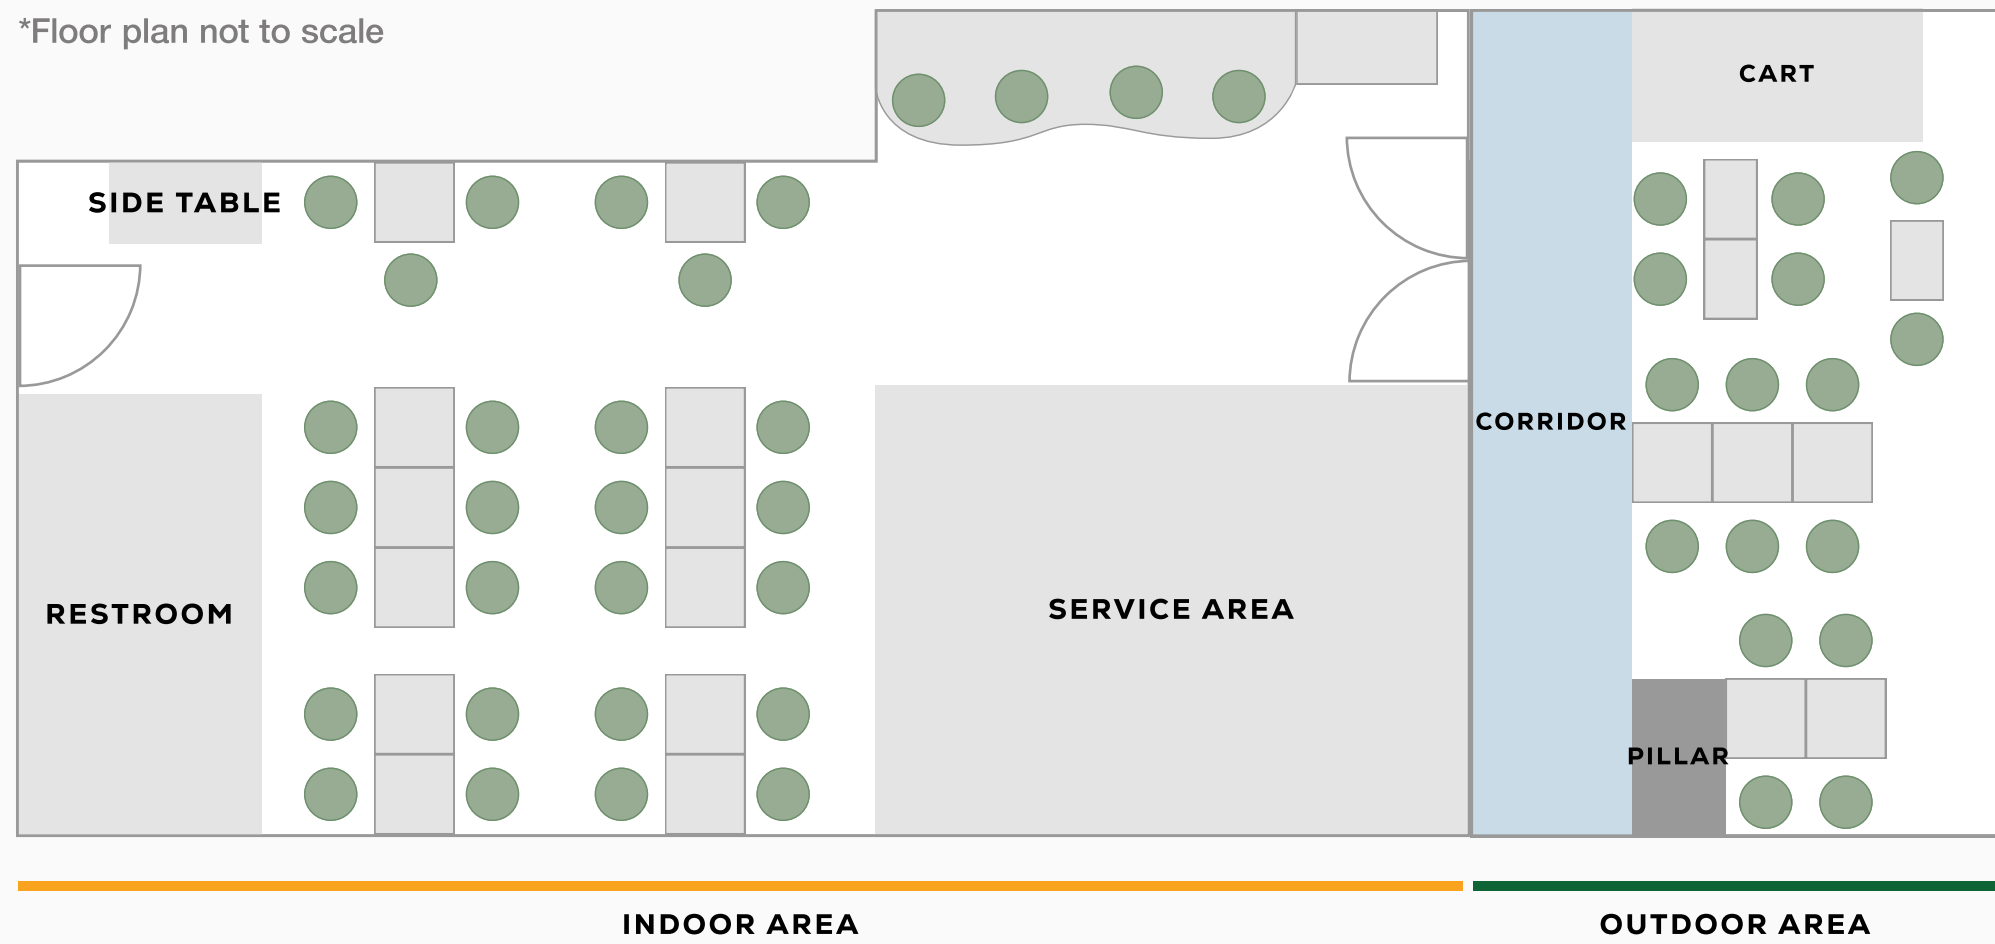 *Floor plan not to scale
CART
SIDE TABLE
CORRIDOR
RESTROOM
SERVICE AREA
PILLAR
INDOOR AREA
OUTDOOR AREA